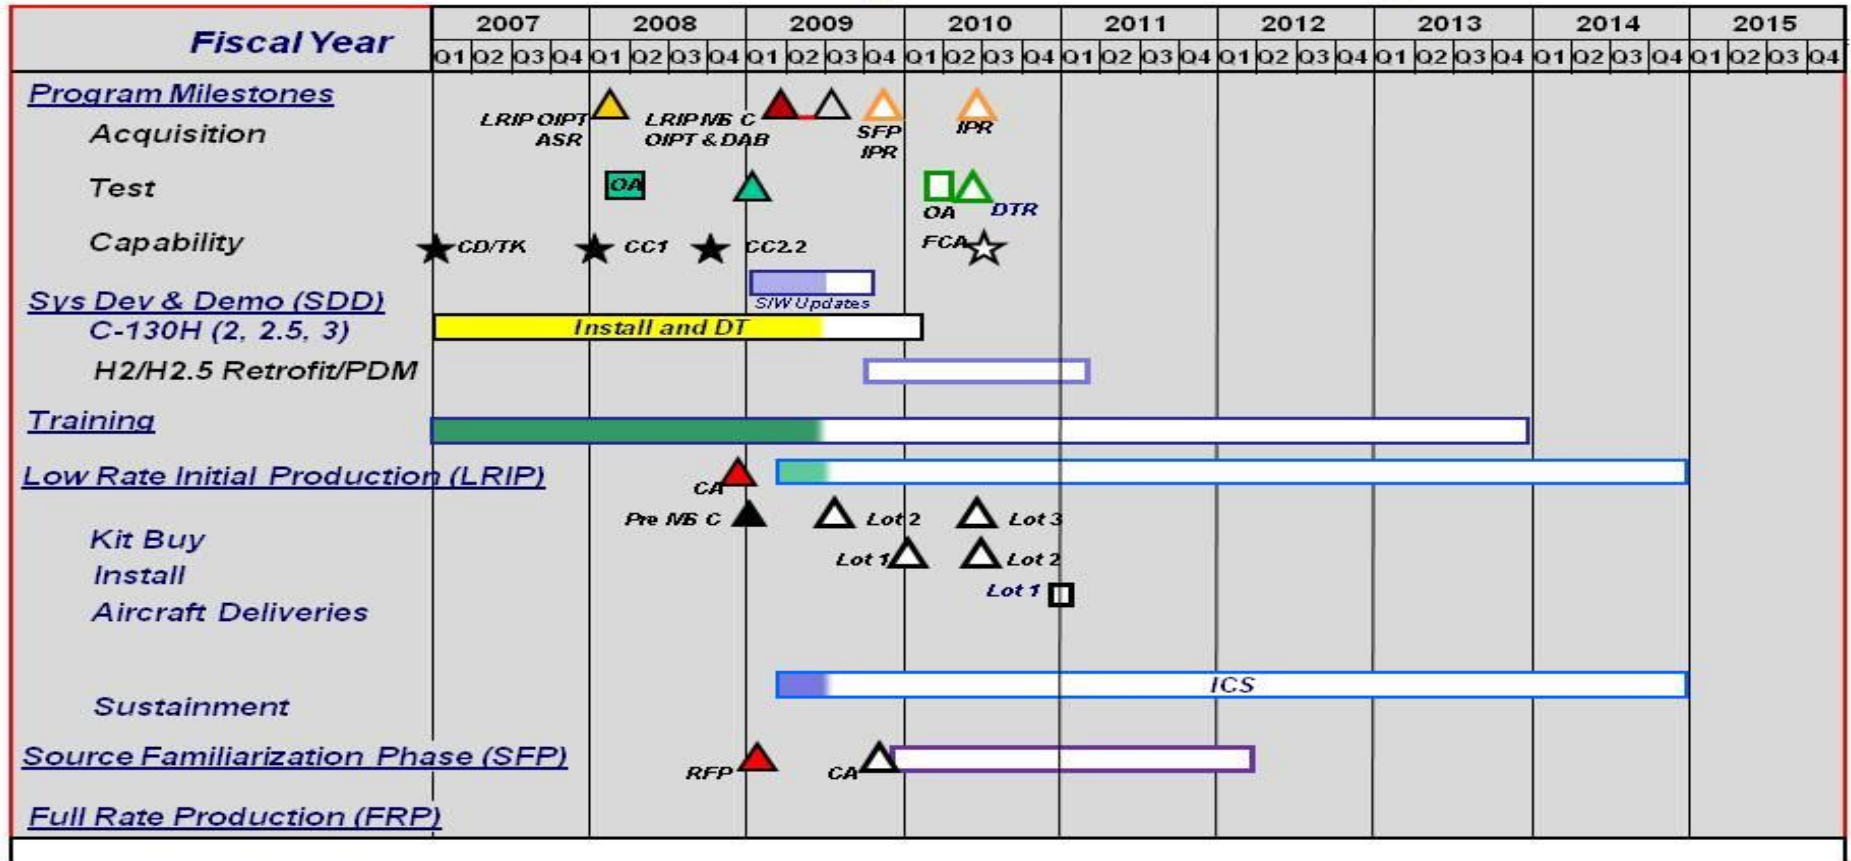 Fiscal Year
2007 2008 2009 2010 2011 2012 2013 2014 2015
Q1 Q2 Q3 Q4 Q1 Q2 Q3 Q4 Q1 Q2 Q3 Q4 Q1 Q2 Q3 Q4 Q1 Q2 Q3 Q4 Q1 Q2 Q3 Q4 Q1 Q2 Q3 Q4 Q1 Q2 Q3 Q4 Q1 Q2 Q3 Q4
Program Milestones
Acquisition
LRIP OIPT
ASR
LRIP MS C
OIPT & DAB
SFP
IPR
IPR
Test
OA
OA
DTR
Capability
CD/TK
CC1
CC2.2
FCA
S/W Updates
Sys Dev & Demo (SDD)
C-130H (2, 2.5, 3)
Install and DT
H2/H2.5 Retrofit/PDM
Training
Low Rate Initial Production (LRIP)
CA
Pre MS C
Lot 2
Lot 3
Kit Buy
Lot 1
Lot 2
Install
Lot 1
Aircraft Deliveries
ICS
Sustainment
Source Familiarization Phase (SFP)
RFP
CA
Full Rate Production (FRP)